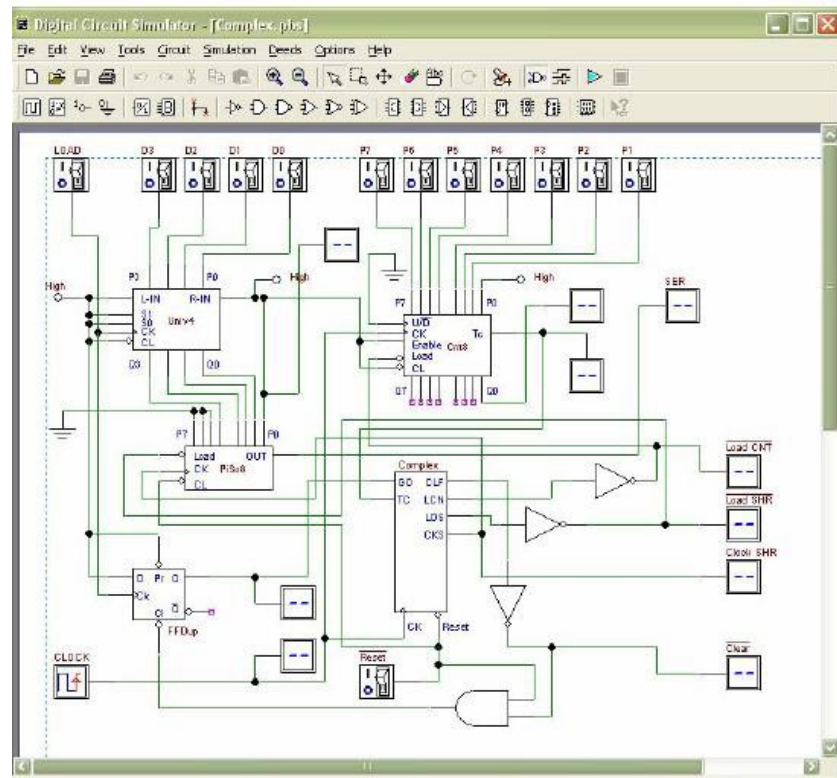 Digital Circuit Simulator - [Complex.pbs]
File Edit View Tools Circuit Simulation Deeds Options Help
LOAD D3 D2 D1 D0 P7 P6 P5 P4 P3 P2 P1
High P3 P0 High High SER
L-IN R-IN
S1
S0 Univ4
CK
CL
Q3 Q0
P7 P0
U/D
CK Tc
Enable Cnt8
Load
CL
Q7 Q0
P7 P0
Load OUT
CK PiSo8
CL
Complex
GO CLF
TC LCN
LDS
CKS
CK Reset
Load CNT
Load SHR
Clock SHR
D Pr Q
Ck
Cl Q
FFDup
CLOCK Reset Clear